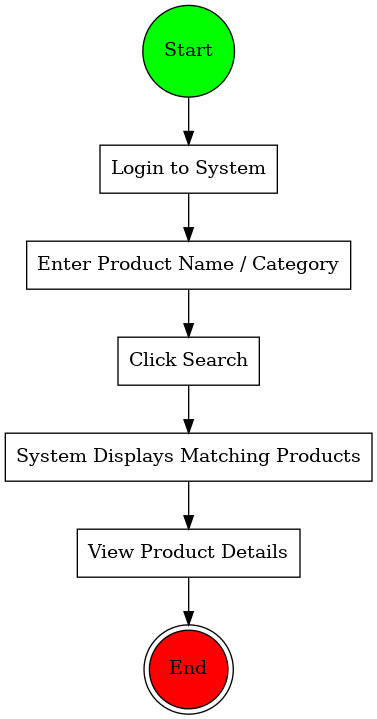 Start
Login to System
Enter Product Name / Category
Click Search
System Displays Matching Products
View Product Details
End